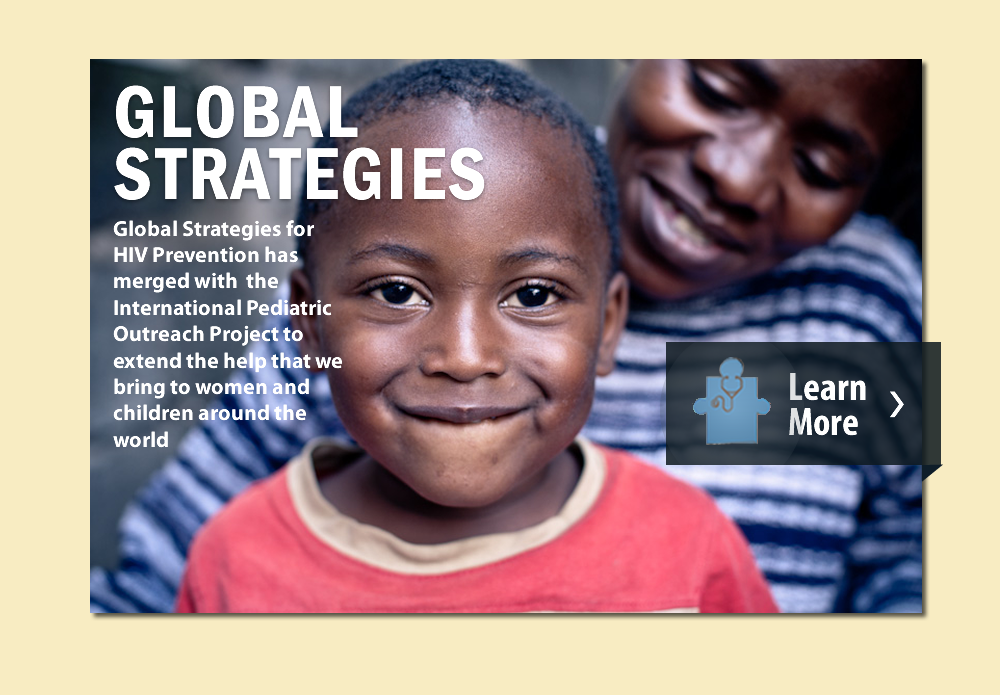 GLOBAL
STRATEGIES
Global Strategies for
HIV Prevention has
merged with the
International Pediatric
Outreach Project to
extend the help that we
bring to women and
children around the
world
Learn
More